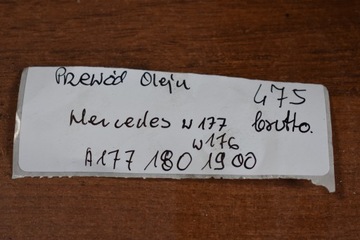 Przewód Oleju
475
Mercedes w177 brutto.
w176
A177 180 1900